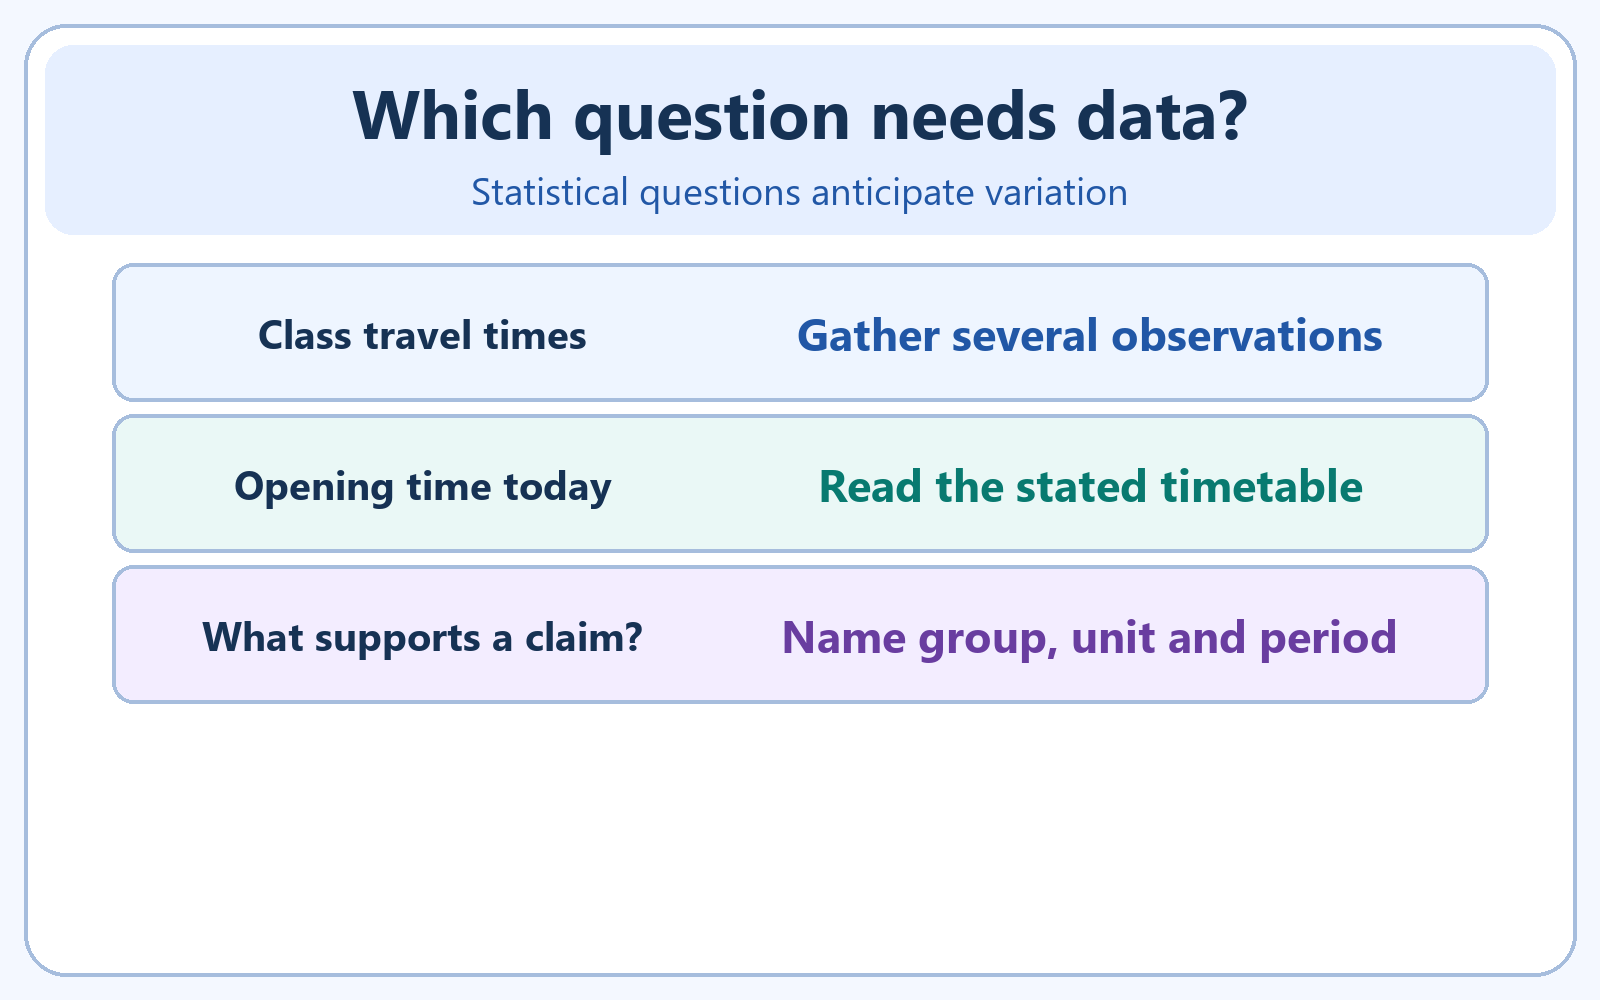 Which question needs data?
Statistical questions anticipate variation
Class travel times
Gather several observations
Opening time today
Read the stated timetable
What supports a claim?
Name group, unit and period